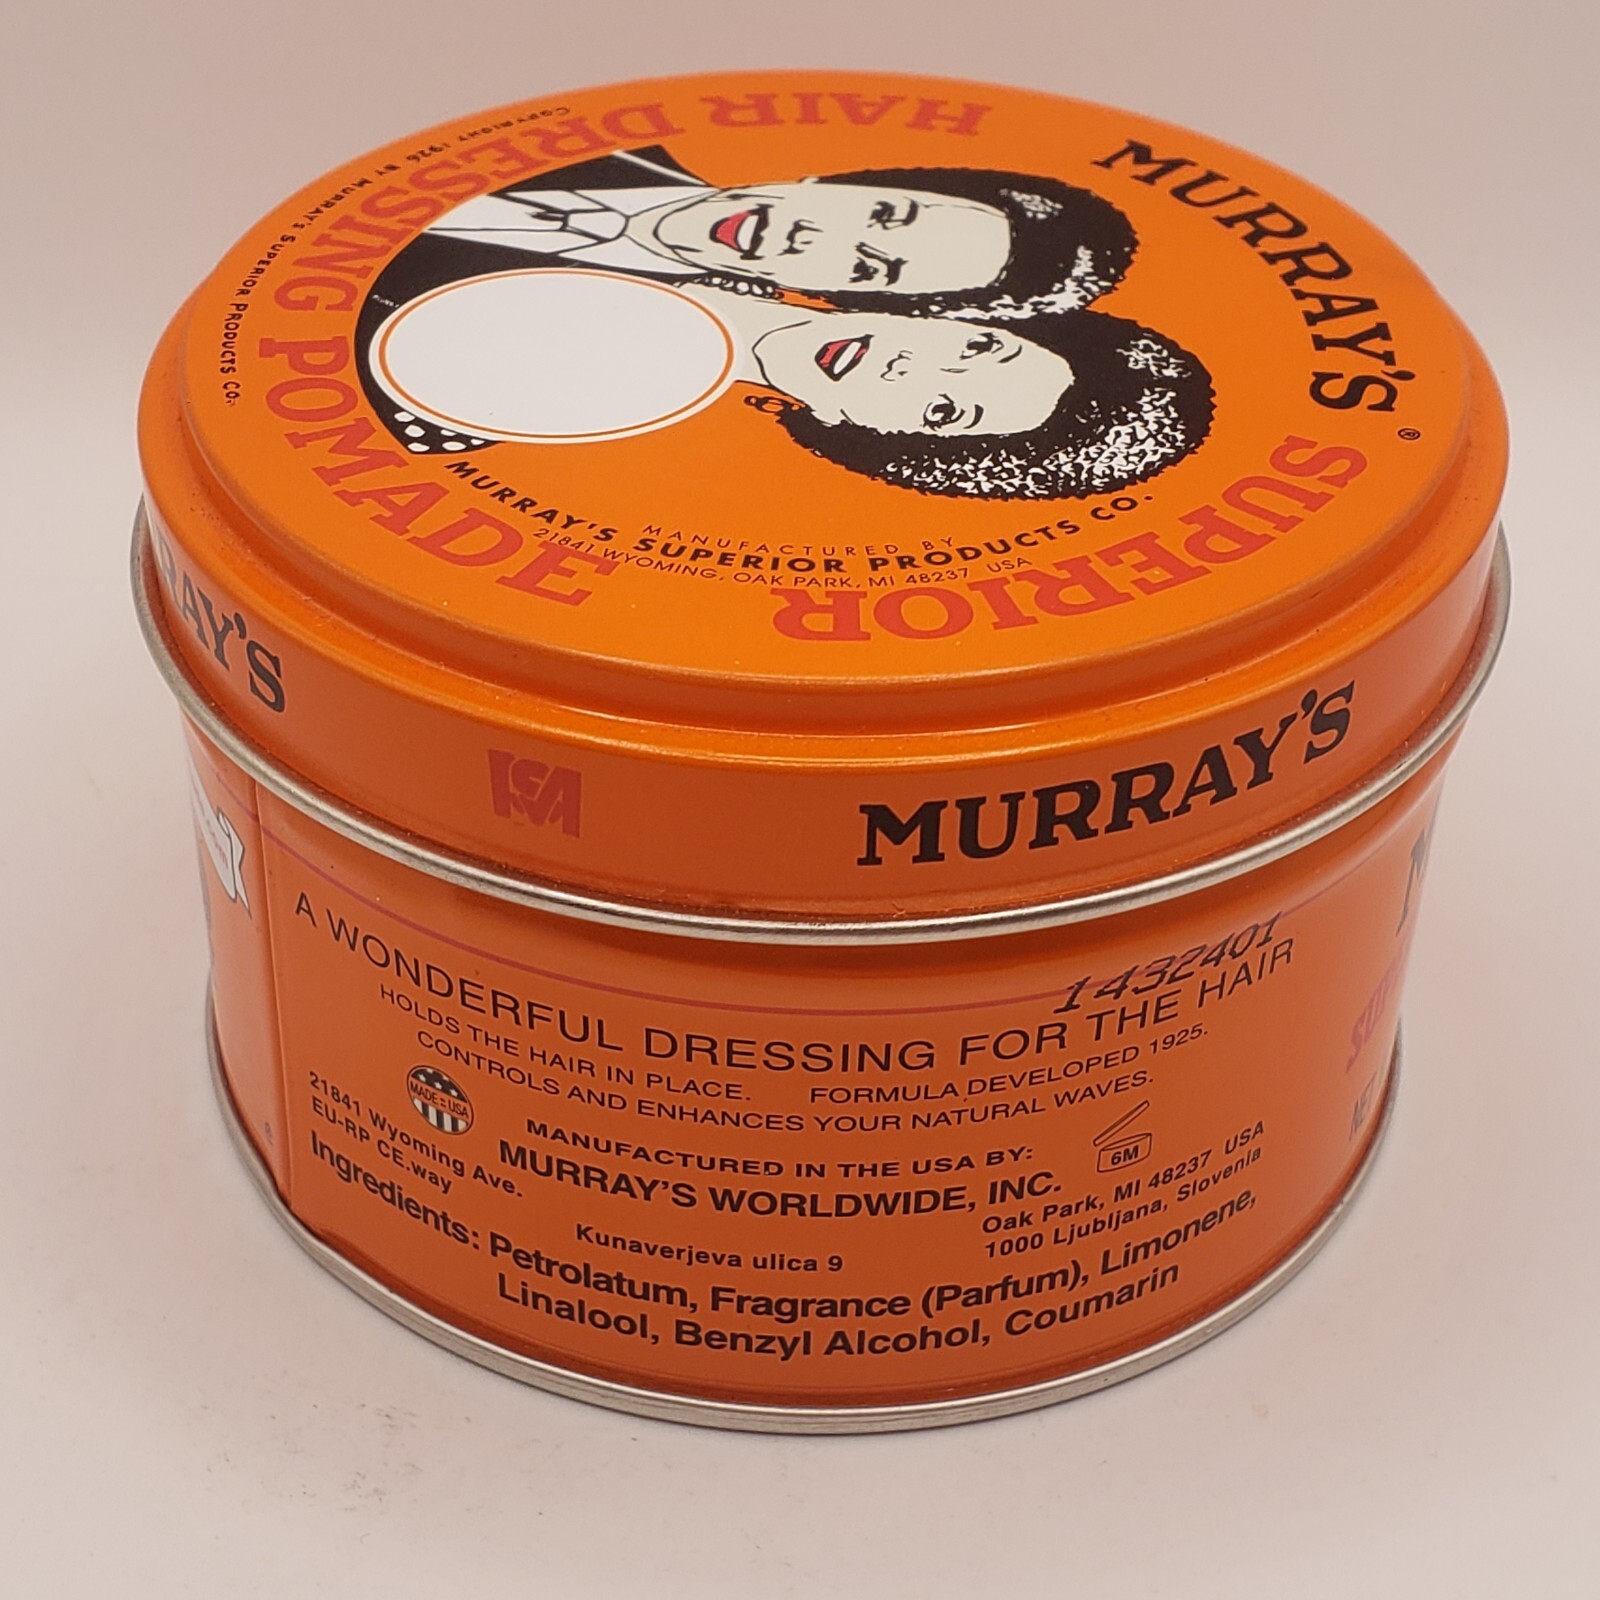 MURRAY'S®
SUPERIOR
HAIR DRESSING POMADE
COPYRIGHT 1926 BY MURRAY'S SUPERIOR PRODUCTS CO.
MANUFACTURED BY
MURRAY'S SUPERIOR PRODUCTS CO.
21841 WYOMING, OAK PARK, MI 48237 USA
RAY'S
MURRAY'S
1432401
A WONDERFUL DRESSING FOR THE HAIR
HOLDS THE HAIR IN PLACE. FORMULA DEVELOPED 1925.
CONTROLS AND ENHANCES YOUR NATURAL WAVES.
MADE IN USA
6M
MANUFACTURED IN THE USA BY:
MURRAY'S WORLDWIDE, INC.
21841 Wyoming Ave. Oak Park, MI 48237 USA
EU-RP CE.way Kunaverjeva ulica 9 1000 Ljubljana, Slovenia
Ingredients: Petrolatum, Fragrance (Parfum), Limonene,
Linalool, Benzyl Alcohol, Coumarin